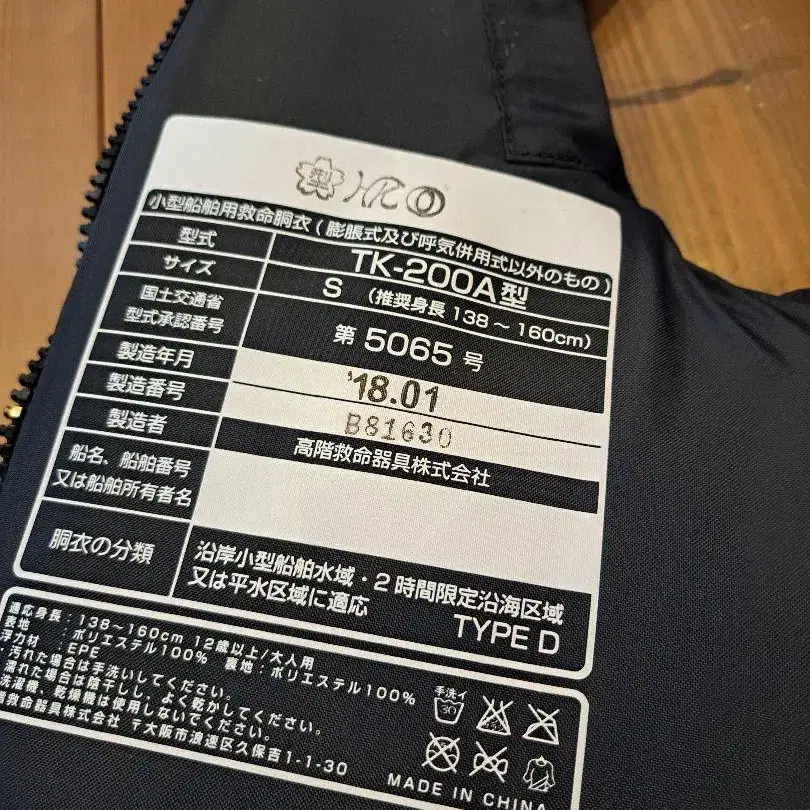 型 HK
小型船舶用救命胴衣(膨脹式及び呼気併用式以外のもの)
型式 TK-200A型
サイズ S (推奨身長 138～160cm)
国土交通省
型式承認番号 第 5065 号
製造年月 '18.01
製造番号 B81630
製造者 高階救命器具株式会社
船名、船舶番号
又は船舶所有者名
胴衣の分類 沿岸小型船舶水域・2時間限定沿海区域
又は平水区域に適応
TYPE D
適応身長:138～160cm 12歳以上/大人用
表地 :ポリエステル100% 裏地:ポリエステル100%
浮力材 :EPE
・汚れた場合は手洗いしてください。
濡れた場合は陰干しし、よく乾かしてください。
洗濯機、乾燥機は使用しないでください。
救命器具株式会社 〒大阪市浪速区久保吉1-1-30
手洗イ
30
MADE IN CHINA